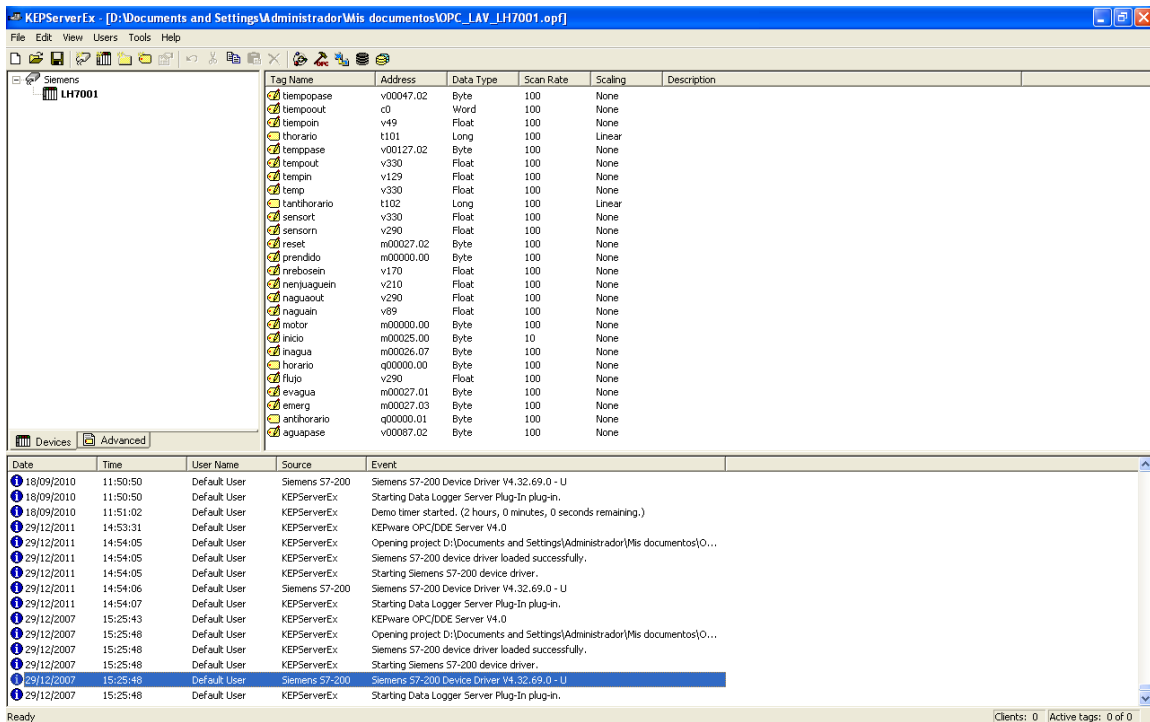 KEPServerEx - [D:\Documents and Settings\Administrador\Mis documentos\OPC_LAV_LH7001.opf]
File Edit View Users Tools Help
Siemens
LH7001
Tag Name Address Data Type Scan Rate Scaling Description
tiempopase v00047.02 Byte 100 None
tiempoout c0 Word 100 None
tiempoin v49 Float 100 None
thorario t101 Long 100 Linear
temppase v00127.02 Byte 100 None
tempout v330 Float 100 None
tempin v129 Float 100 None
temp v330 Float 100 None
tantihorario t102 Long 100 Linear
sensort v330 Float 100 None
sensorn v290 Float 100 None
reset m00027.02 Byte 100 None
prendido m00000.00 Byte 100 None
nrebosein v170 Float 100 None
nenjuaguein v210 Float 100 None
naguaout v290 Float 100 None
naguain v89 Float 100 None
motor m00000.00 Byte 100 None
inicio m00025.00 Byte 10 None
inagua m00026.07 Byte 100 None
horario q00000.00 Byte 100 None
flujo v290 Float 100 None
evagua m00027.01 Byte 100 None
emerg m00027.03 Byte 100 None
antihorario q00000.01 Byte 100 None
aguapase v00087.02 Byte 100 None
Devices Advanced
Date Time User Name Source Event
18/09/2010 11:50:50 Default User Siemens S7-200 Siemens S7-200 Device Driver V4.32.69.0 - U
18/09/2010 11:50:50 Default User KEPServerEx Starting Data Logger Server Plug-In plug-in.
18/09/2010 11:51:02 Default User KEPServerEx Demo timer started. (2 hours, 0 minutes, 0 seconds remaining.)
29/12/2011 14:53:31 Default User KEPServerEx KEPware OPC/DDE Server V4.0
29/12/2011 14:54:05 Default User KEPServerEx Opening project D:\Documents and Settings\Administrador\Mis documentos\O...
29/12/2011 14:54:05 Default User KEPServerEx Siemens S7-200 device driver loaded successfully.
29/12/2011 14:54:05 Default User KEPServerEx Starting Siemens S7-200 device driver.
29/12/2011 14:54:06 Default User Siemens S7-200 Siemens S7-200 Device Driver V4.32.69.0 - U
29/12/2011 14:54:07 Default User KEPServerEx Starting Data Logger Server Plug-In plug-in.
29/12/2007 15:25:43 Default User KEPServerEx KEPware OPC/DDE Server V4.0
29/12/2007 15:25:48 Default User KEPServerEx Opening project D:\Documents and Settings\Administrador\Mis documentos\O...
29/12/2007 15:25:48 Default User KEPServerEx Siemens S7-200 device driver loaded successfully.
29/12/2007 15:25:48 Default User KEPServerEx Starting Siemens S7-200 device driver.
29/12/2007 15:25:48 Default User Siemens S7-200 Siemens S7-200 Device Driver V4.32.69.0 - U
29/12/2007 15:25:48 Default User KEPServerEx Starting Data Logger Server Plug-In plug-in.
Ready Clients: 0 Active tags: 0 of 0